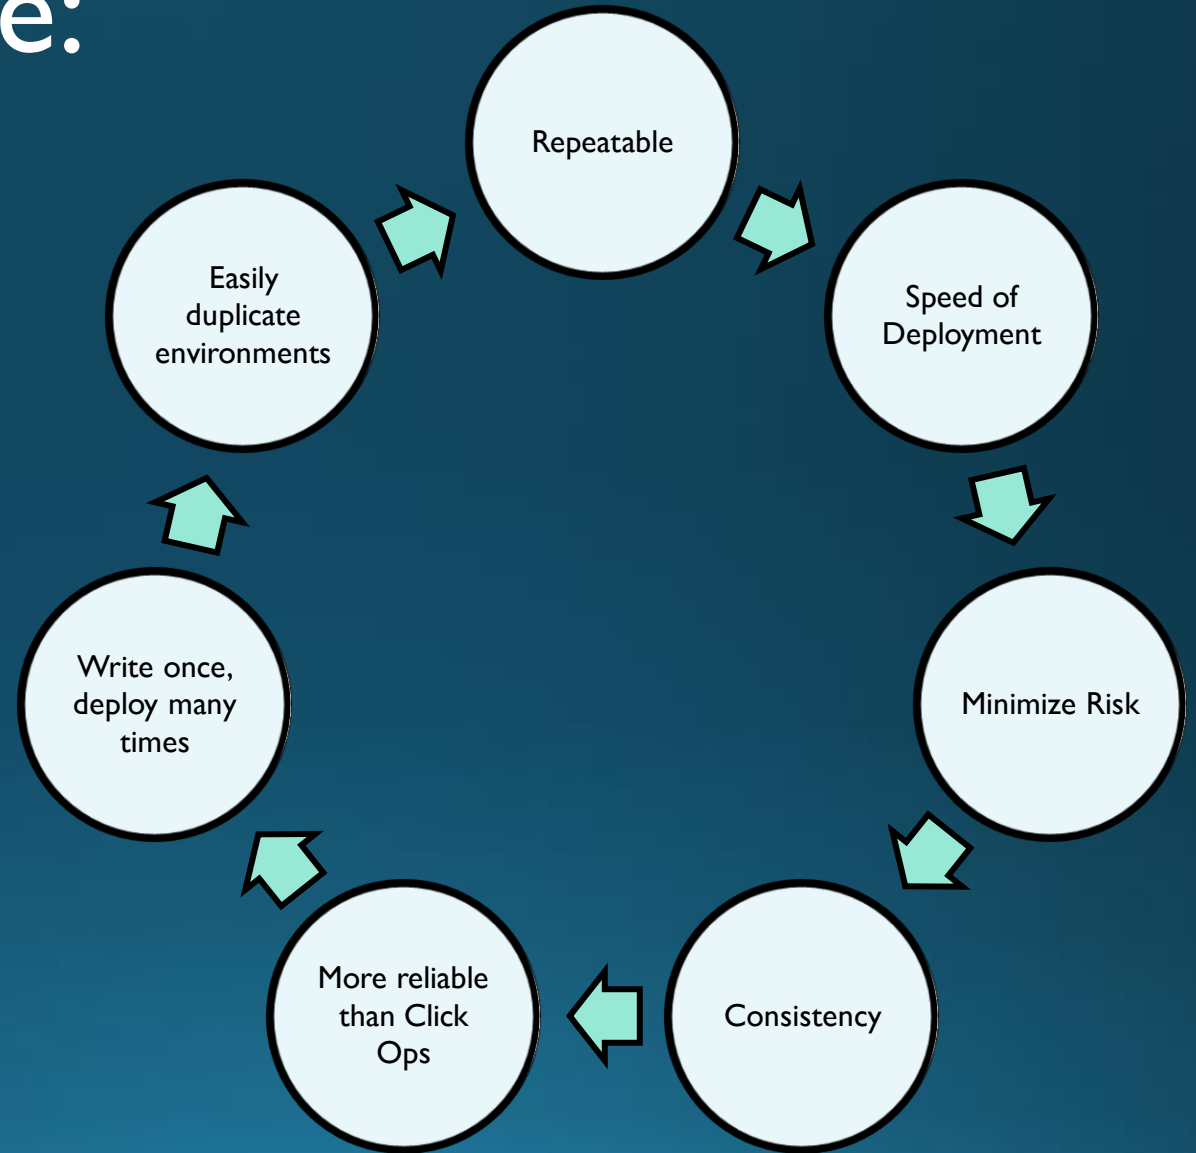 e:
Repeatable
Speed of
Deployment
Minimize Risk
Consistency
More reliable
than Click
Ops
Write once,
deploy many
times
Easily
duplicate
environments